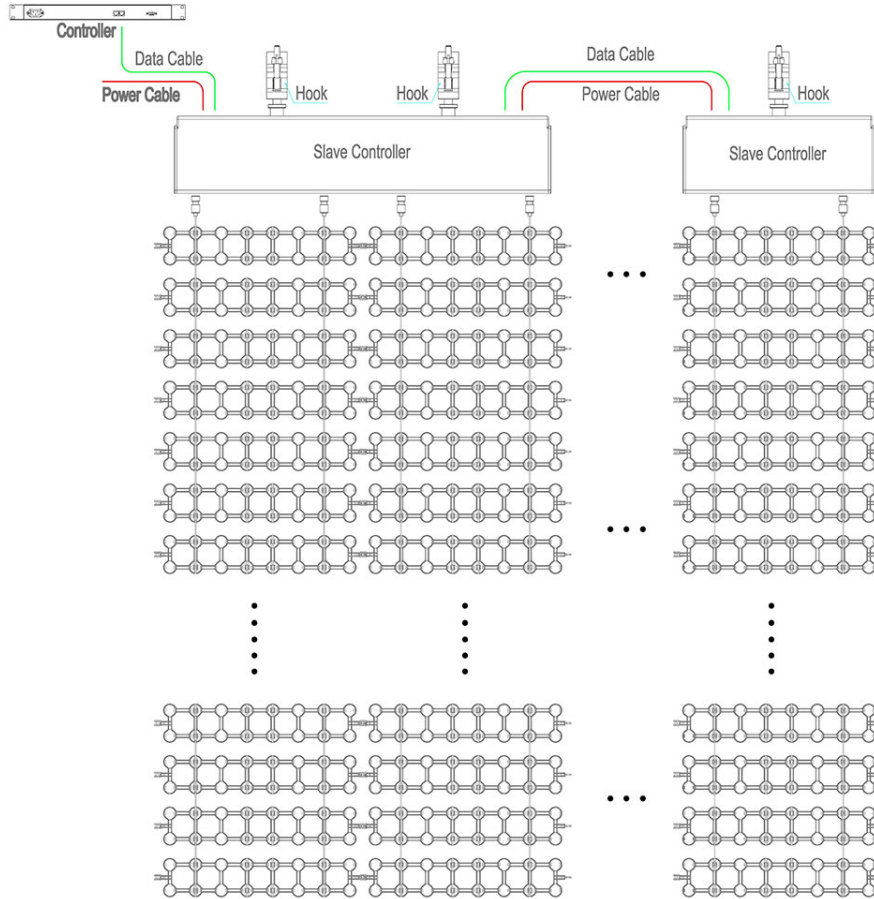 Controller
Data Cable
Power Cable
Hook
Hook
Data Cable
Power Cable
Hook
Slave Controller
Slave Controller